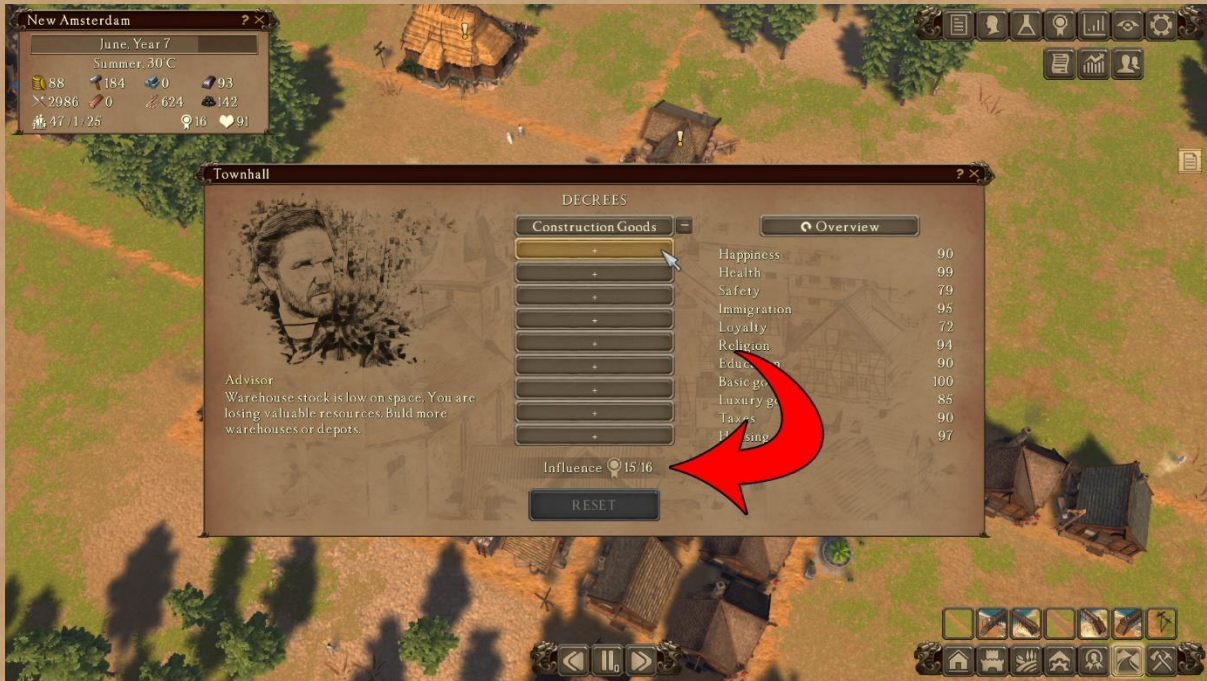 New Amsterdam ? ×
June, Year 7
Summer, 30°C
88 184 0 93
2986 0 624 142
47 / 1 / 25 16 91
Townhall ? ×
DECREES
Construction Goods −
Overview
+
+
+
+
+
+
+
+
+
Happiness 90
Health 99
Safety 79
Immigration 95
Loyalty 72
Religion 94
90
Basic 100
Luxury 85
Taxes 90
97
Advisor
Warehouse stock is low on space. You are
losing valuable resources. Build more
warehouses or depots.
Influence 15/16
RESET
0